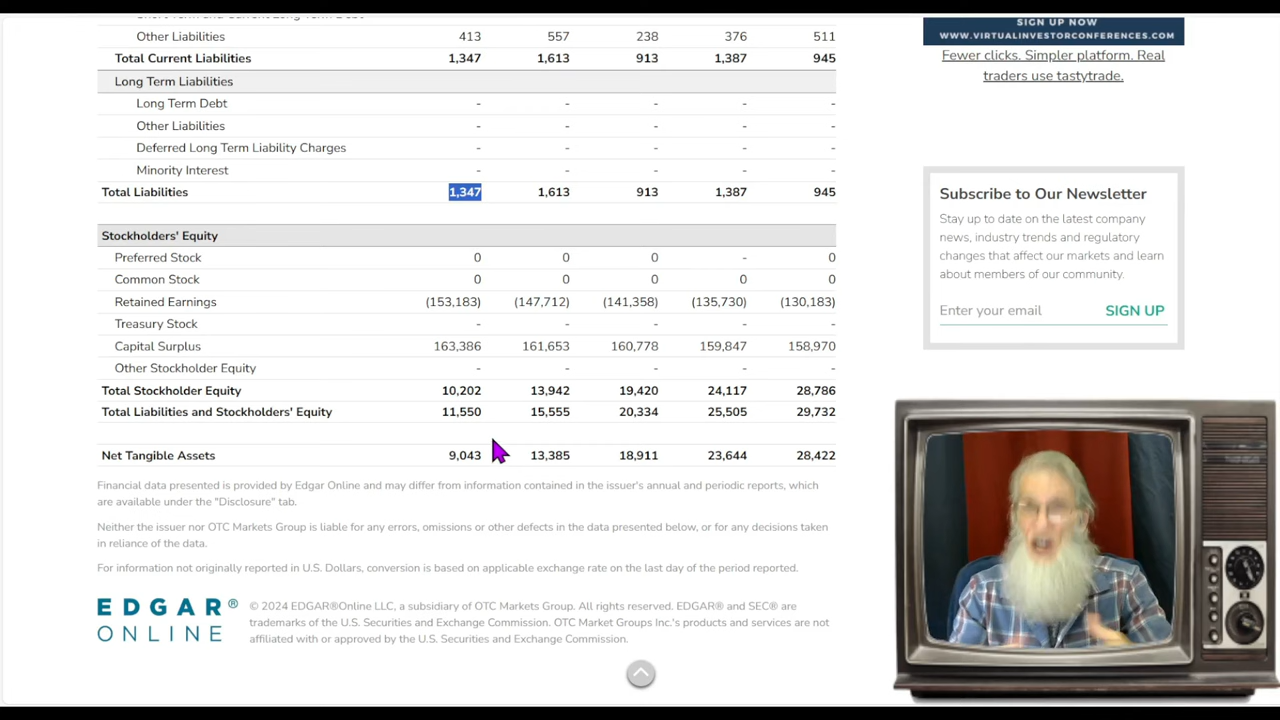 SIGN UP NOW
WWW.VIRTUALINVESTORCONFERENCES.COM
Fewer clicks. Simpler platform. Real
traders use tastytrade.
Other Liabilities 413 557 238 376 511
Total Current Liabilities 1,347 1,613 913 1,387 945
Long Term Liabilities
Long Term Debt - - - - -
Other Liabilities - - - - -
Deferred Long Term Liability Charges - - - - -
Minority Interest - - - - -
Total Liabilities 1,347 1,613 913 1,387 945
Stockholders' Equity
Preferred Stock 0 0 0 - 0
Common Stock 0 0 0 0 0
Retained Earnings (153,183) (147,712) (141,358) (135,730) (130,183)
Treasury Stock - - - - -
Capital Surplus 163,386 161,653 160,778 159,847 158,970
Other Stockholder Equity - - - - -
Total Stockholder Equity 10,202 13,942 19,420 24,117 28,786
Total Liabilities and Stockholders' Equity 11,550 15,555 20,334 25,505 29,732
Net Tangible Assets 9,043 13,385 18,911 23,644 28,422
Financial data presented is provided by Edgar Online and may differ from information contained in the issuer's annual and periodic reports, which
are available under the "Disclosure" tab.
Neither the issuer nor OTC Markets Group is liable for any errors, omissions or other defects in the data presented below, or for any decisions taken
in reliance of the data.
For information not originally reported in U.S. Dollars, conversion is based on applicable exchange rate on the last day of the period reported.
EDGAR®
ONLINE
© 2024 EDGAR®Online LLC, a subsidiary of OTC Markets Group. All rights reserved. EDGAR® and SEC® are
trademarks of the U.S. Securities and Exchange Commission. OTC Market Groups Inc.'s products and services are not
affiliated with or approved by the U.S. Securities and Exchange Commission.
Subscribe to Our Newsletter
Stay up to date on the latest company
news, industry trends and regulatory
changes that affect our markets and learn
about members of our community.
Enter your email SIGN UP